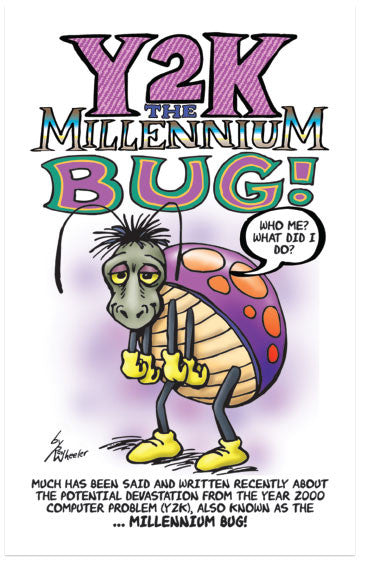 Y2K
THE
MILLENNIUM
BUG!
WHO ME?
WHAT DID I
DO?
by
Wheeler
MUCH HAS BEEN SAID AND WRITTEN RECENTLY ABOUT
THE POTENTIAL DEVASTATION FROM THE YEAR 2000
COMPUTER PROBLEM (Y2K), ALSO KNOWN AS THE
... MILLENNIUM BUG!